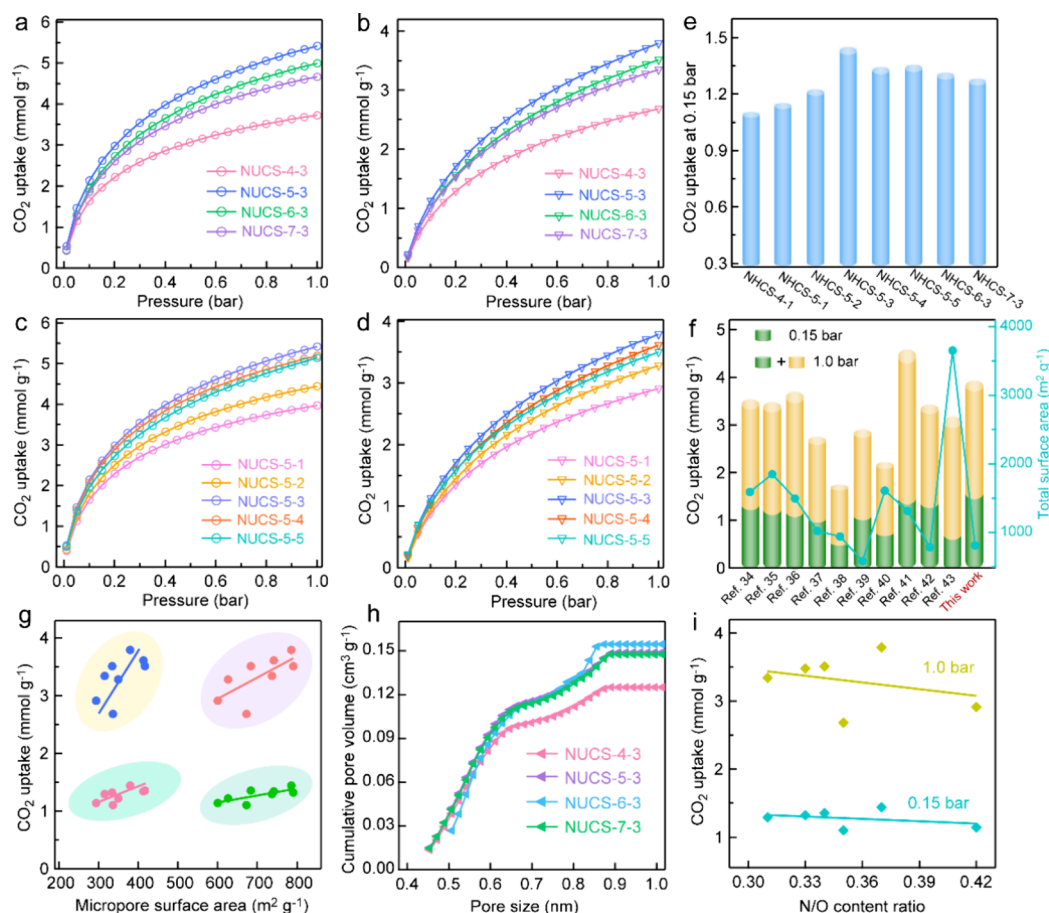 a
CO₂ uptake (mmol g⁻¹)
6
5
4
3
2
1
0
NUCS-4-3
NUCS-5-3
NUCS-6-3
NUCS-7-3
0.0 0.2 0.4 0.6 0.8 1.0
Pressure (bar)
b
CO₂ uptake (mmol g⁻¹)
4
3
2
1
0
NUCS-4-3
NUCS-5-3
NUCS-6-3
NUCS-7-3
0.0 0.2 0.4 0.6 0.8 1.0
Pressure (bar)
e
CO₂ uptake at 0.15 bar
1.5
1.2
0.9
0.6
0.3
NHCS-4-1
NHCS-5-1
NHCS-5-2
NHCS-5-3
NHCS-5-4
NHCS-5-5
NHCS-6-3
NHCS-7-3
c
CO₂ uptake (mmol g⁻¹)
6
5
4
3
2
1
0
NUCS-5-1
NUCS-5-2
NUCS-5-3
NUCS-5-4
NUCS-5-5
0.0 0.2 0.4 0.6 0.8 1.0
Pressure (bar)
d
CO₂ uptake (mmol g⁻¹)
4
3
2
1
0
NUCS-5-1
NUCS-5-2
NUCS-5-3
NUCS-5-4
NUCS-5-5
0.0 0.2 0.4 0.6 0.8 1.0
Pressure (bar)
f
CO₂ uptake (mmol g⁻¹)
5
4
3
2
1
0
0.15 bar
+ 1.0 bar
4000
3000
2000
1000
Total surface area (m² g⁻¹)
Ref. 34
Ref. 35
Ref. 36
Ref. 37
Ref. 38
Ref. 39
Ref. 40
Ref. 41
Ref. 42
Ref. 43
This work
g
CO₂ uptake (mmol g⁻¹)
4
3
2
1
0
200 300 400 500 600 700 800
Micropore surface area (m² g⁻¹)
h
Cumulative pore volume (cm³ g⁻¹)
0.15
0.12
0.09
0.06
0.03
0.00
NUCS-4-3
NUCS-5-3
NUCS-6-3
NUCS-7-3
0.4 0.5 0.6 0.7 0.8 0.9 1.0
Pore size (nm)
i
CO₂ uptake (mmol g⁻¹)
4
3
2
1
1.0 bar
0.15 bar
0.30 0.33 0.36 0.39 0.42
N/O content ratio